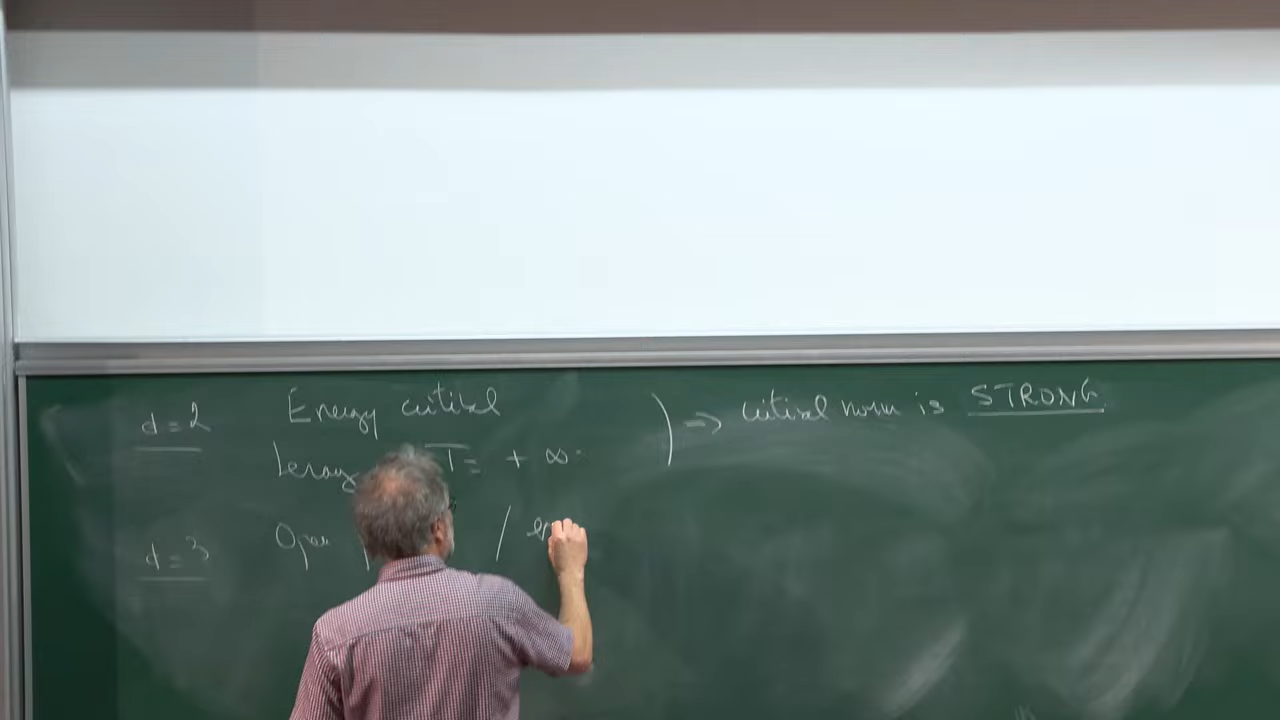 d=2 Energy critical ) => critical norm is STRONG.
Leray T = +∞.
d=3 Open /